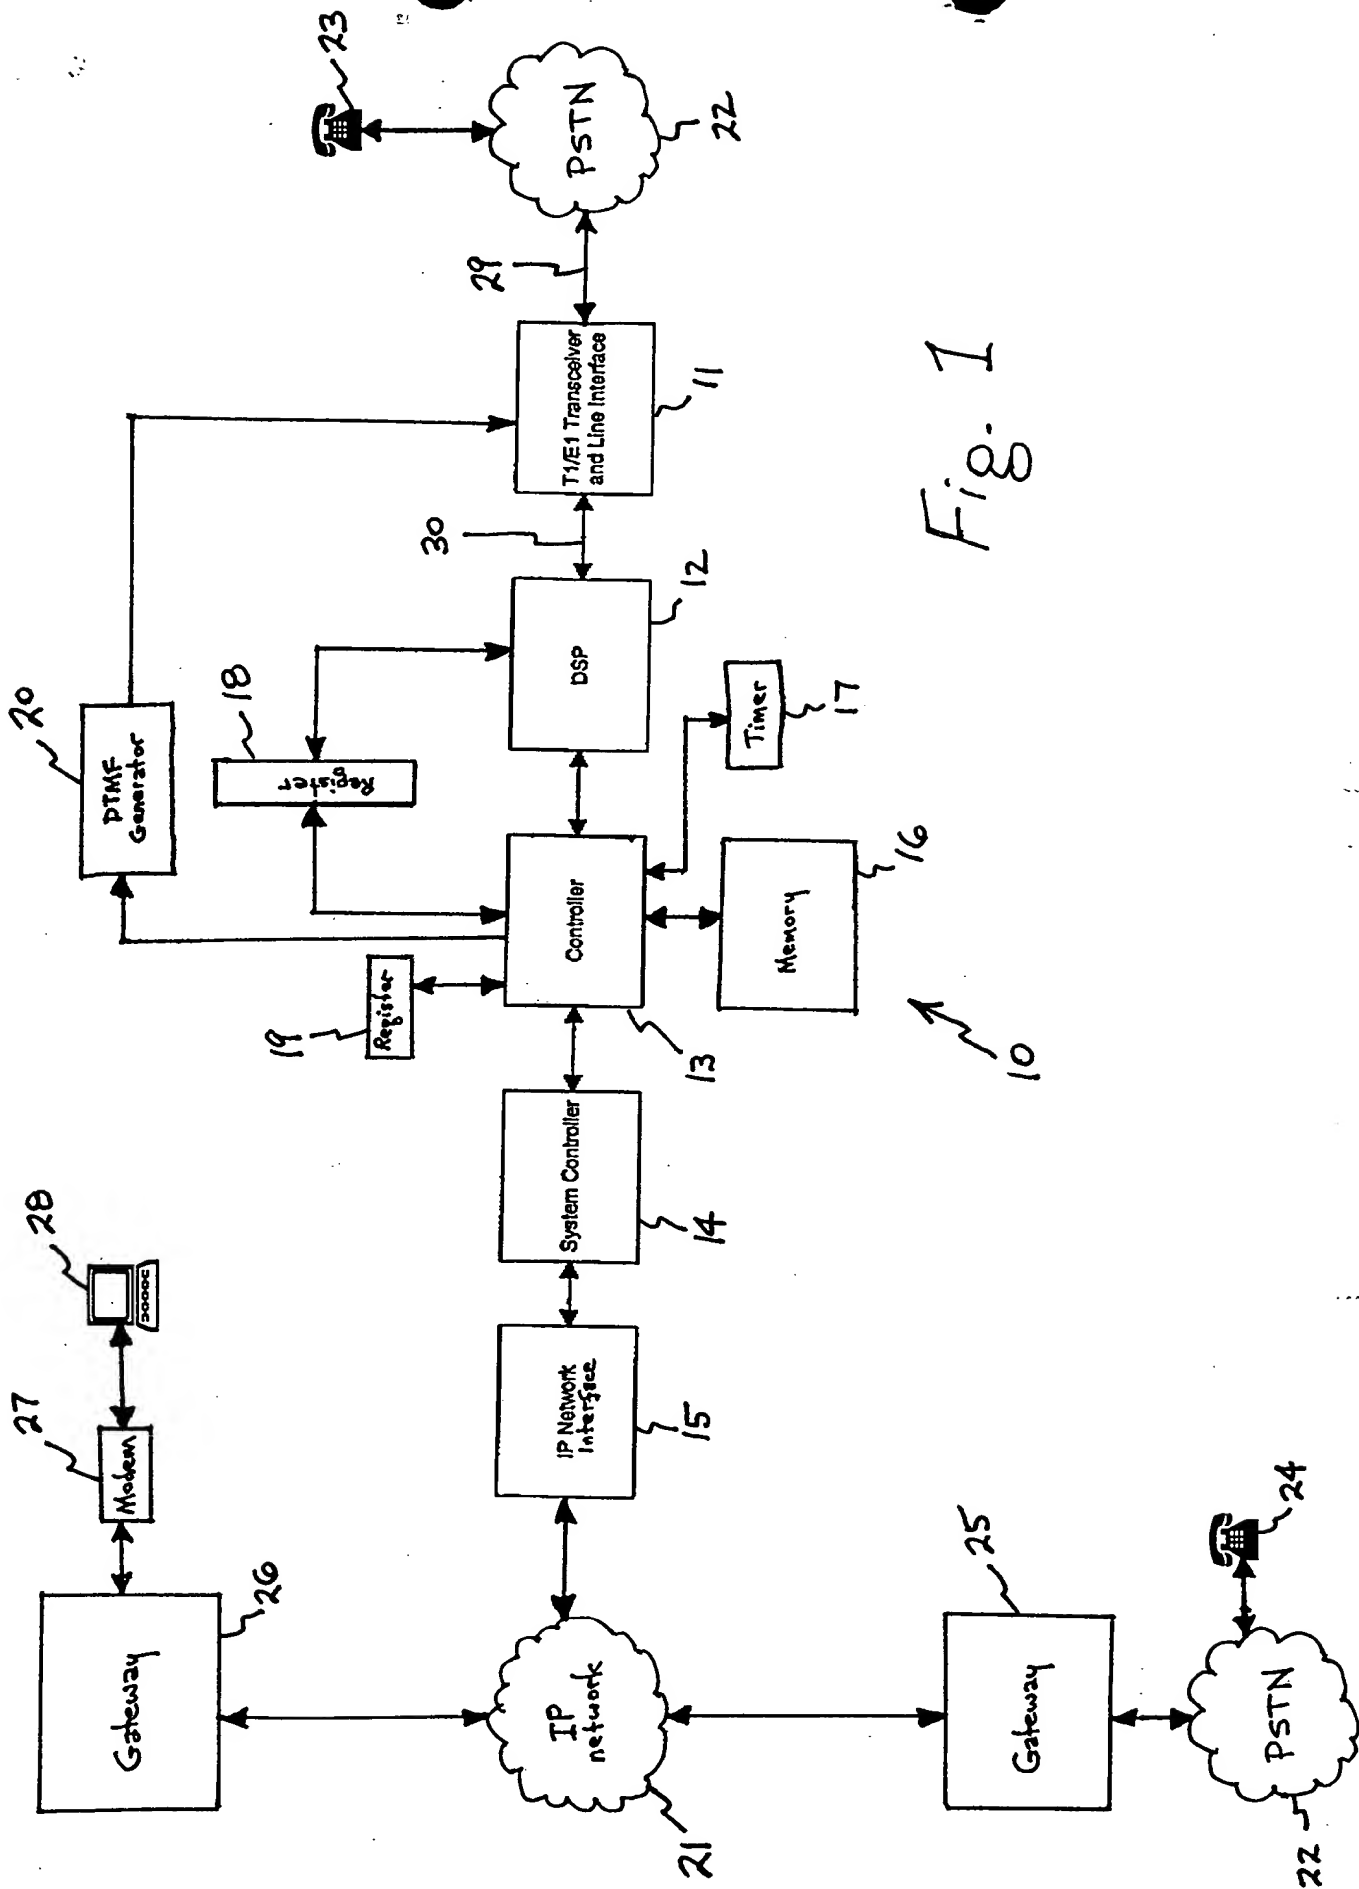 28
27
Modem
Gateway
26
20
DTMF
Generator
18
Register
19
Register
23
PSTN
22
29
T1/E1 Transceiver
and Line Interface
11
30
DSP
12
Controller
13
System Controller
14
IP Network
Interface
15
IP
network
21
Timer
17
Memory
16
10
Gateway
25
24
PSTN
22
Fig. 1